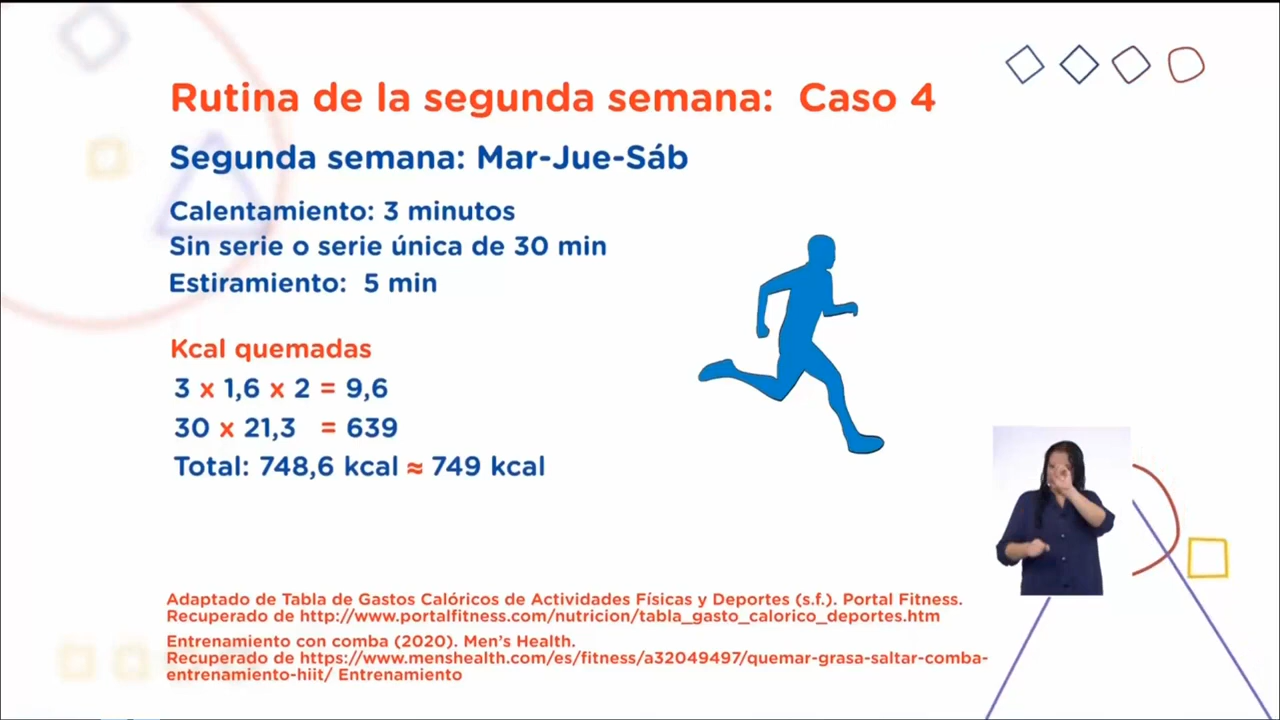 Rutina de la segunda semana: Caso 4
Segunda semana: Mar-Jue-Sáb
Calentamiento: 3 minutos
Sin serie o serie única de 30 min
Estiramiento: 5 min
Kcal quemadas
3 x 1,6 x 2 = 9,6
30 x 21,3 = 639
Total: 748,6 kcal ≈ 749 kcal
Adaptado de Tabla de Gastos Calóricos de Actividades Físicas y Deportes (s.f.). Portal Fitness.
Recuperado de http://www.portalfitness.com/nutricion/tabla_gasto_calorico_deportes.htm
Entrenamiento con comba (2020). Men's Health.
Recuperado de https://www.menshealth.com/es/fitness/a32049497/quemar-grasa-saltar-comba-
entrenamiento-hiit/ Entrenamiento